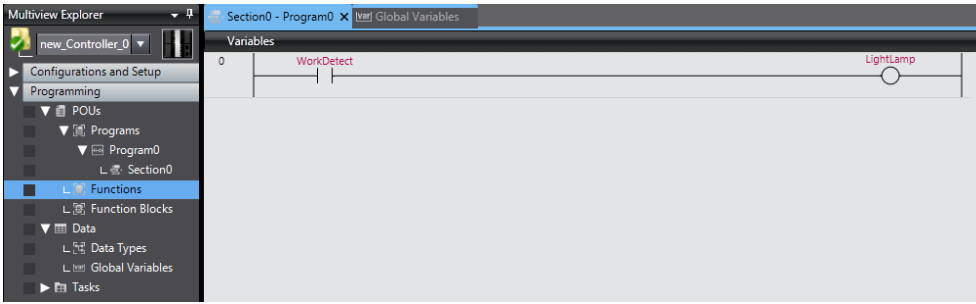 Multiview Explorer
new_Controller_0
Configurations and Setup
Programming
POUs
Programs
Program0
Section0
Functions
Function Blocks
Data
Data Types
Global Variables
Tasks
Section0 - Program0
var Global Variables
Variables
0
WorkDetect
LightLamp